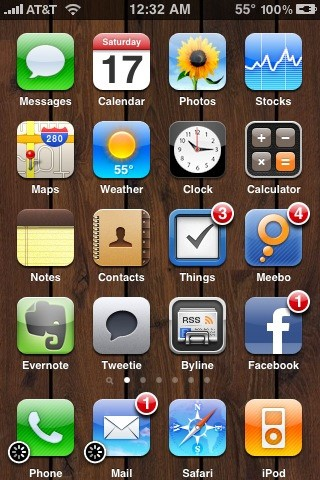 AT&T 12:32 AM 55° 100%
Saturday
17
280
55°
Messages Calendar Photos Stocks
Maps Weather Clock Calculator
3 4
Notes Contacts Things Meebo
RSS 1
Evernote Tweetie Byline Facebook
1
Phone Mail Safari iPod